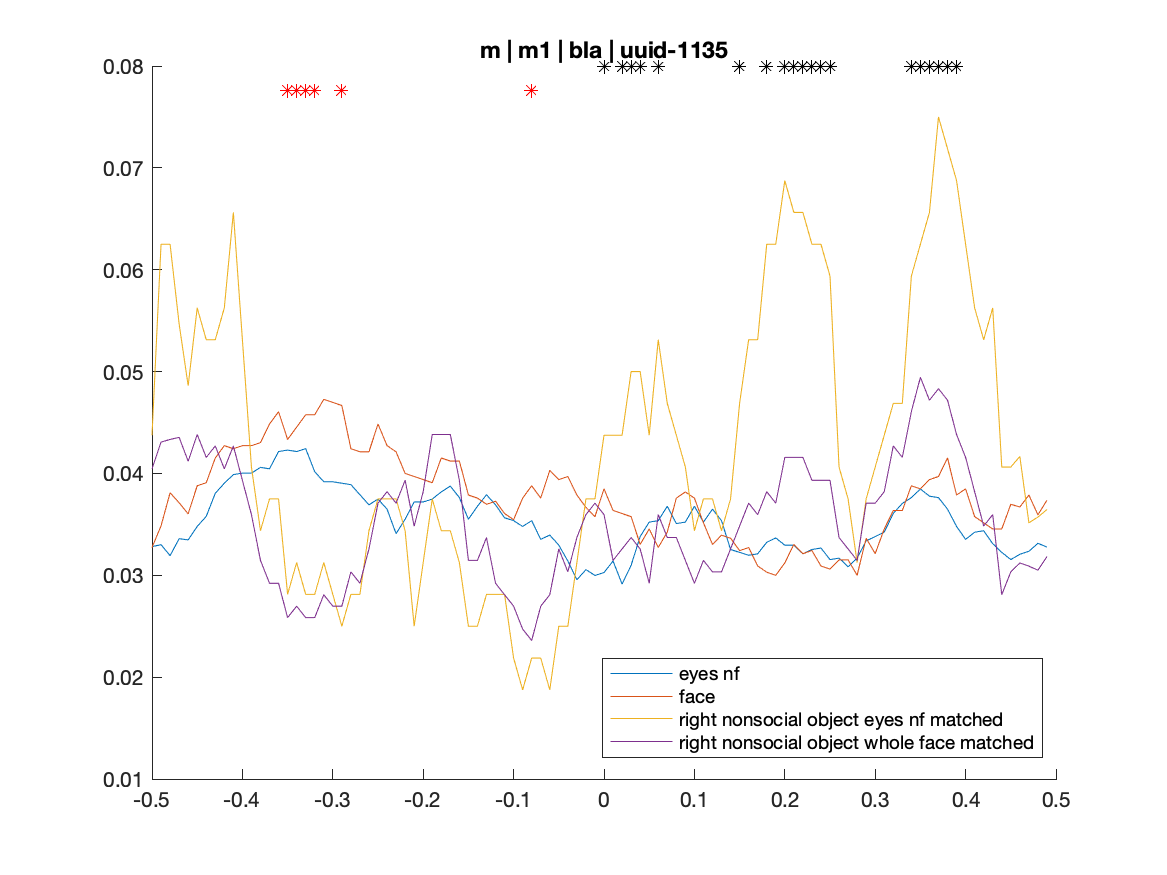 m | m1 | bla | uuid-1135
0.08
0.07
0.06
0.05
0.04
0.03
0.02
0.01
-0.5 -0.4 -0.3 -0.2 -0.1 0 0.1 0.2 0.3 0.4 0.5
eyes nf
face
right nonsocial object eyes nf matched
right nonsocial object whole face matched